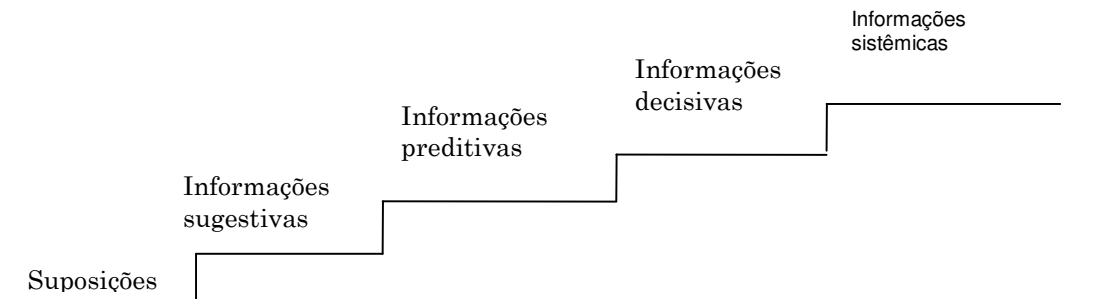 Informações
sistêmicas
Informações
decisivas
Informações
preditivas
Informações
sugestivas
Suposições